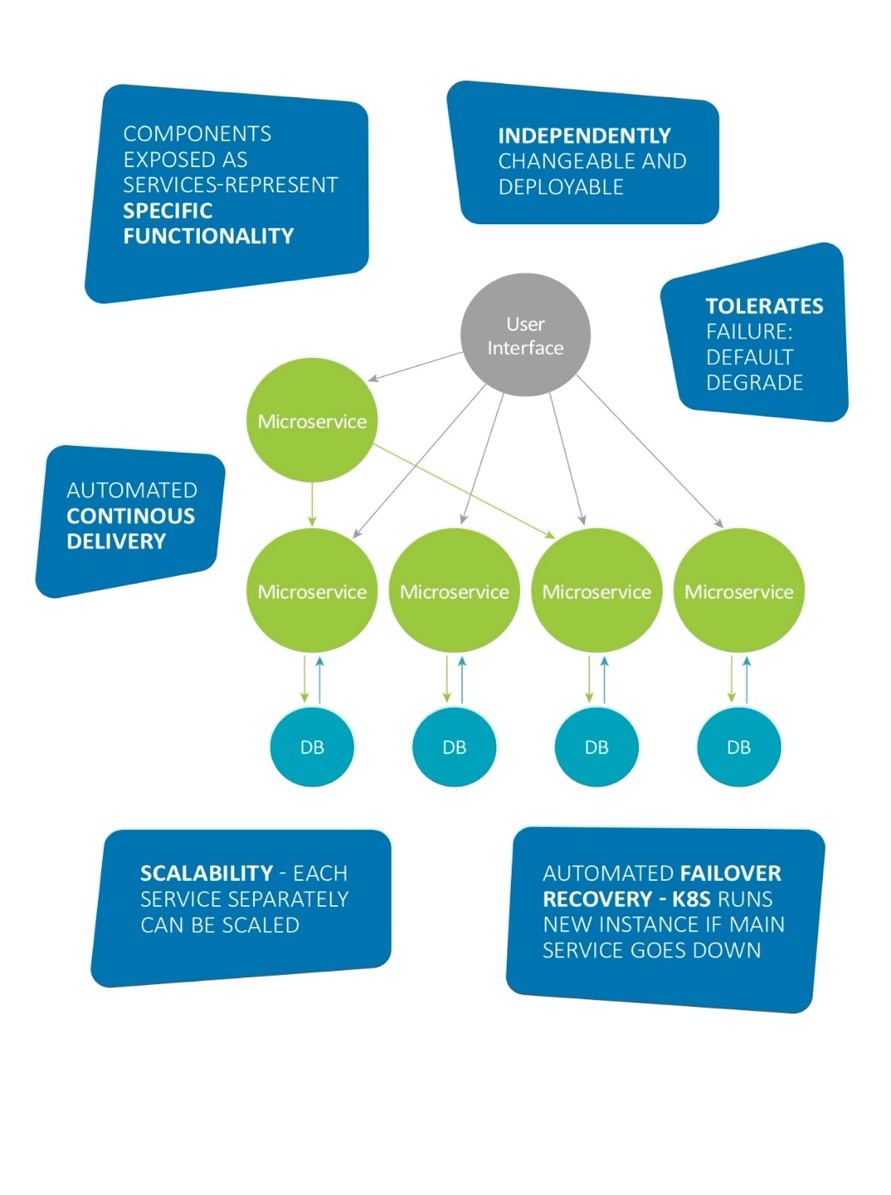 COMPONENTS
EXPOSED AS
SERVICES-REPRESENT
SPECIFIC
FUNCTIONALITY
INDEPENDENTLY
CHANGEABLE AND
DEPLOYABLE
TOLERATES
FAILURE:
DEFAULT
DEGRADE
User
Interface
Microservice
AUTOMATED
CONTINOUS
DELIVERY
Microservice
Microservice
Microservice
Microservice
DB
DB
DB
DB
SCALABILITY - EACH
SERVICE SEPARATELY
CAN BE SCALED
AUTOMATED FAILOVER
RECOVERY - K8S RUNS
NEW INSTANCE IF MAIN
SERVICE GOES DOWN